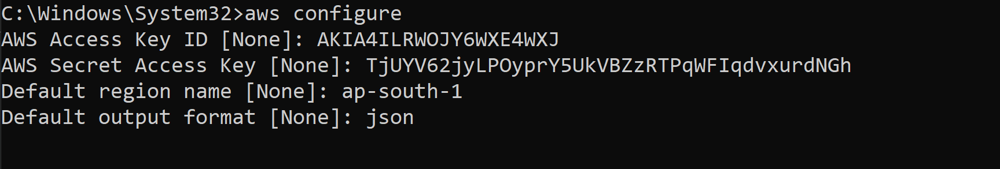 C:\Windows\System32>aws configure
AWS Access Key ID [None]: AKIA4ILRWOJY6WXE4WXJ
AWS Secret Access Key [None]: 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
Default region name [None]: ap-south-1
Default output format [None]: json